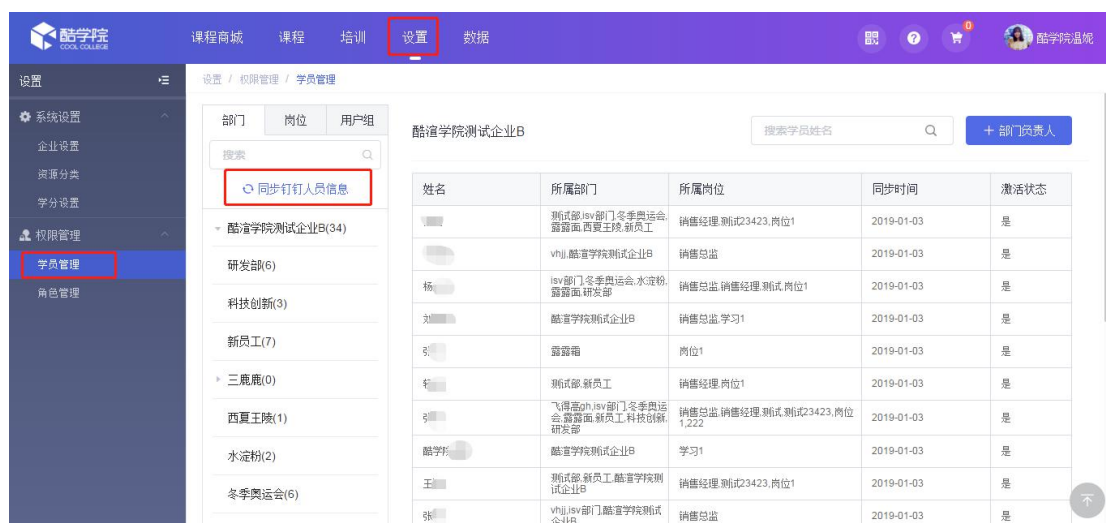 酷学院
COOL COLLEGE
课程商城 课程 培训 设置 数据
0
酷学院温妮
设置
设置 / 权限管理 / 学员管理
系统设置
企业设置
资源分类
学分设置
权限管理
学员管理
角色管理
部门 岗位 用户组
搜索
同步钉钉人员信息
酷渲学院测试企业B(34)
研发部(6)
科技创新(3)
新员工(7)
三鹿鹿(0)
西夏王陵(1)
水淀粉(2)
冬季奥运会(6)
酷渲学院测试企业B
搜索学员姓名
+ 部门负责人
姓名 所属部门 所属岗位 同步时间 激活状态
测试部,isv部门,冬季奥运会,
露露面,西夏王陵,新员工
销售经理,测试23423,岗位1 2019-01-03 是
vhjj,酷渲学院测试企业B 销售总监 2019-01-03 是
杨
isv部门,冬季奥运会,水淀粉,
露露面,研发部
销售总监,销售经理,测试,岗位1 2019-01-03 是
刘 酷渲学院测试企业B 销售总监,学习1 2019-01-03 是
张 露露霜 岗位1 2019-01-03 是
测试部,新员工 销售经理,岗位1 2019-01-03 是
飞得高gh,isv部门,冬季奥运
会,露露面,新员工,科技创新,
研发部
销售总监,销售经理,测试,测试23423,岗位
1,222
2019-01-03 是
酷学院 酷渲学院测试企业B 学习1 2019-01-03 是
王
测试部,新员工,酷渲学院测
试企业B
销售经理,测试23423,岗位1 2019-01-03 是
张
vhjj,isv部门,酷渲学院测试
企业B
销售总监 2019-01-03 是